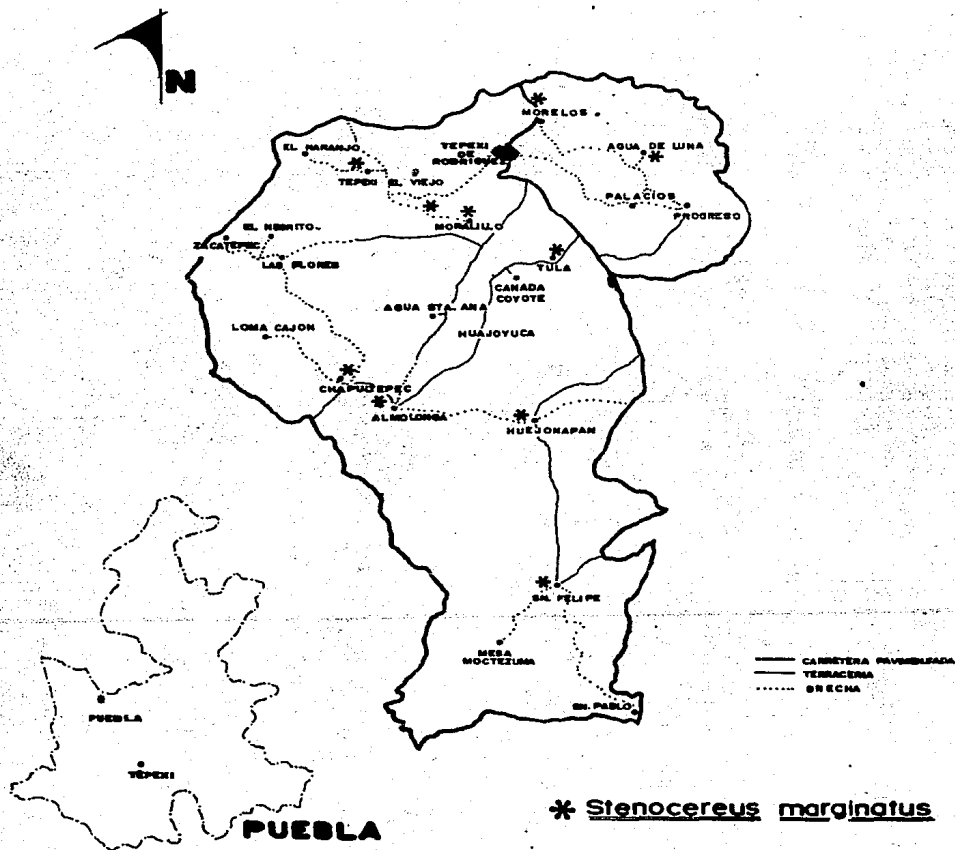 N
MORELOS
EL NARANJO
TEPEXI
DE
RODRIGUEZ
AGUA DE LUNA
TEPEXI EL VIEJO
PALACIOS
PROGRESO
MORALILLO
EL NEGRITO
ZACATEPEC
LAS FLORES
TULA
CANADA
COYOTE
AGUA STA. ANA
HUAJOYUCA
LOMA CAJON
CHAPULTEPEC
ALMOLONGA
HUEJONAPAN
SN. FELIPE
MESA
MOCTEZUMA
SN. PABLO
CARRETERA PAVIMENTADA
TERRACERIA
BRECHA
PUEBLA
TEPEXI
PUEBLA
* Stenocereus marginatus